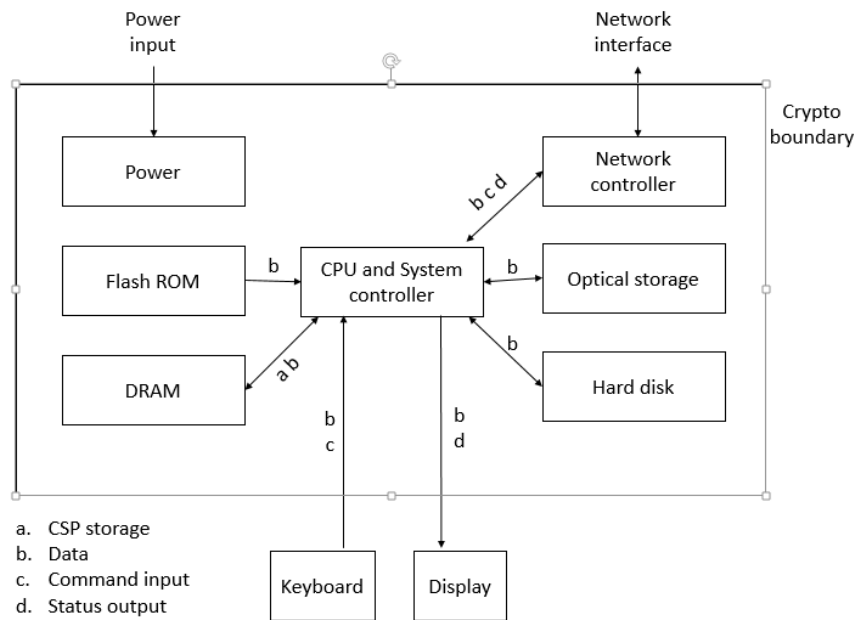 Power
input
Network
interface
Crypto
boundary
Power
Network
controller
b c d
Flash ROM
b
CPU and System
controller
b
Optical storage
a b
b
DRAM
Hard disk
b
c
b
d
a. CSP storage
b. Data
c. Command input
d. Status output
Keyboard
Display